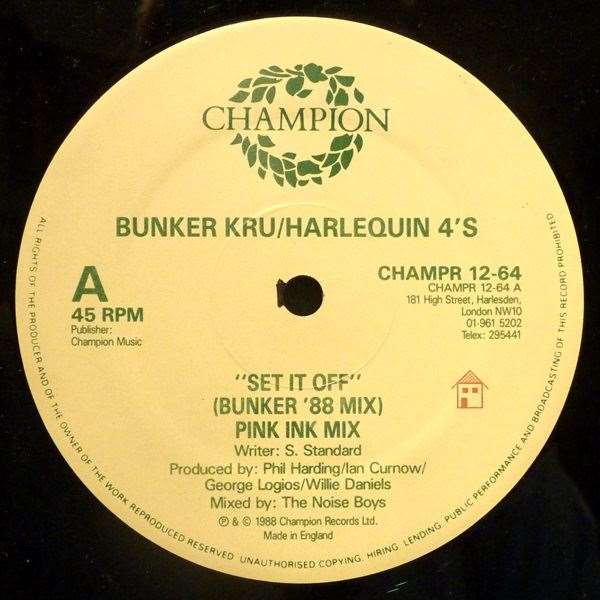 CHAMPION
BUNKER KRU/HARLEQUIN 4'S
A
45 RPM
Publisher:
Champion Music
CHAMPR 12-64
CHAMPR 12-64 A
181 High Street, Harlesden,
London NW10
01-961 5202
Telex: 295441
"SET IT OFF"
(BUNKER '88 MIX)
PINK INK MIX
Writer: S. Standard
Produced by: Phil Harding/Ian Curnow/
George Logios/Willie Daniels
Mixed by: The Noise Boys
℗ & © 1988 Champion Records Ltd.
Made in England
ALL RIGHTS OF THE PRODUCER AND OF THE OWNER OF THE WORK REPRODUCED RESERVED UNAUTHORISED COPYING, HIRING, LENDING, PUBLIC PERFORMANCE AND BROADCASTING OF THIS RECORD PROHIBITED